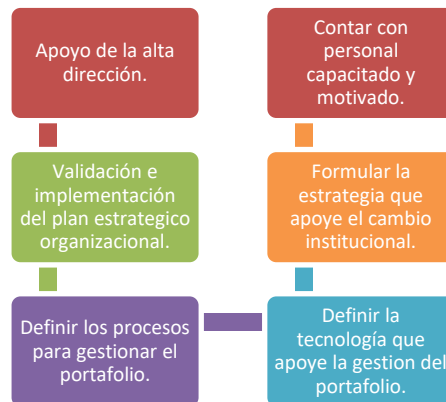 Apoyo de la alta
dirección.
Validación e
implementación
del plan estrategico
organizacional.
Definir los procesos
para gestionar el
portafolio.
Definir la
tecnología que
apoye la gestion del
portafolio.
Formular la
estrategia que
apoye el cambio
institucional.
Contar con
personal
capacitado y
motivado.